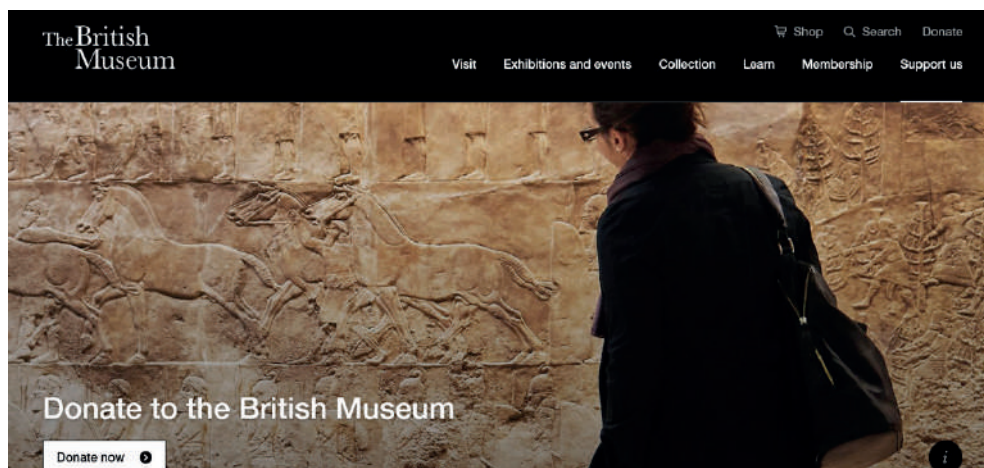 The British
Museum
Shop Search Donate
Visit Exhibitions and events Collection Learn Membership Support us
Donate to the British Museum
Donate now
i